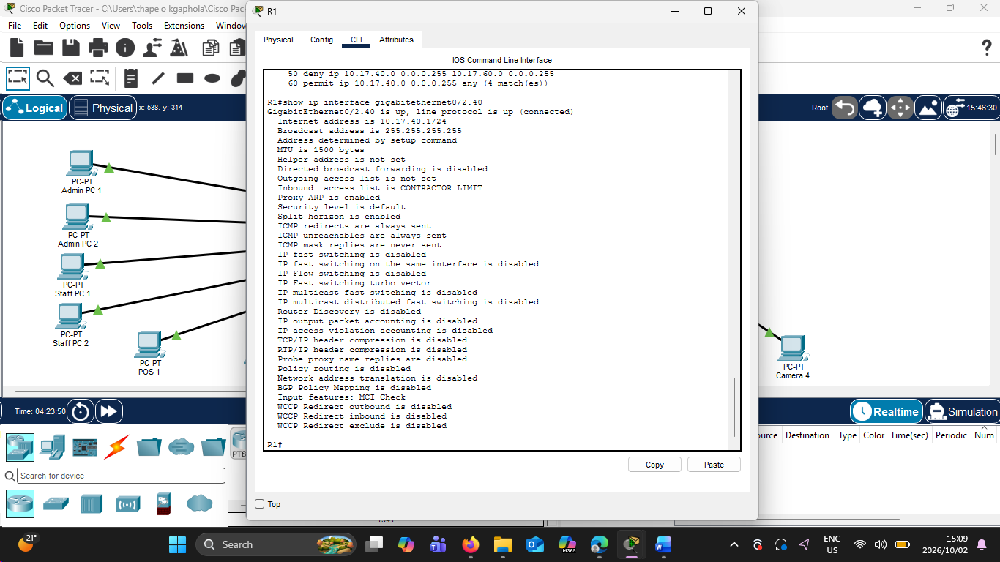 Cisco Packet Tracer - C:\Users\thapelo kgaphola\Cisco Pac
R1
File Edit Options View Tools Extensions Window
Physical Config CLI Attributes
IOS Command Line Interface
50 deny ip 10.17.40.0 0.0.0.255 10.17.60.0 0.0.0.255
60 permit ip 10.17.40.0 0.0.0.255 any (4 match(es))
R1#show ip interface gigabitethernet0/2.40
GigabitEthernet0/2.40 is up, line protocol is up (connected)
Internet address is 10.17.40.1/24
Broadcast address is 255.255.255.255
Address determined by setup command
MTU is 1500 bytes
Helper address is not set
Directed broadcast forwarding is disabled
Outgoing access list is not set
Inbound  access list is CONTRACTOR_LIMIT
Proxy ARP is enabled
Security level is default
Split horizon is enabled
ICMP redirects are always sent
ICMP unreachables are always sent
ICMP mask replies are never sent
IP fast switching is disabled
IP fast switching on the same interface is disabled
IP Flow switching is disabled
IP Fast switching turbo vector
IP multicast fast switching is disabled
IP multicast distributed fast switching is disabled
Router Discovery is disabled
IP output packet accounting is disabled
IP access violation accounting is disabled
TCP/IP header compression is disabled
RTP/IP header compression is disabled
Probe proxy name replies are disabled
Policy routing is disabled
Network address translation is disabled
BGP Policy Mapping is disabled
Input features: MCI Check
WCCP Redirect outbound is disabled
WCCP Redirect inbound is disabled
WCCP Redirect exclude is disabled
R1#
Copy Paste
Top
Logical Physical x: 538, y: 314
Root 15:46:30
PC-PT
Admin PC 1
PC-PT
Admin PC 2
PC-PT
Staff PC 1
PC-PT
Staff PC 2
PC-PT
POS 1
PC-PT
Camera 4
Time: 04:23:50
Realtime Simulation
ource Destination Type Color Time(sec) Periodic Num
PT8
Search for device
21°
Search
M365
ENG
US
15:09
2026/10/02